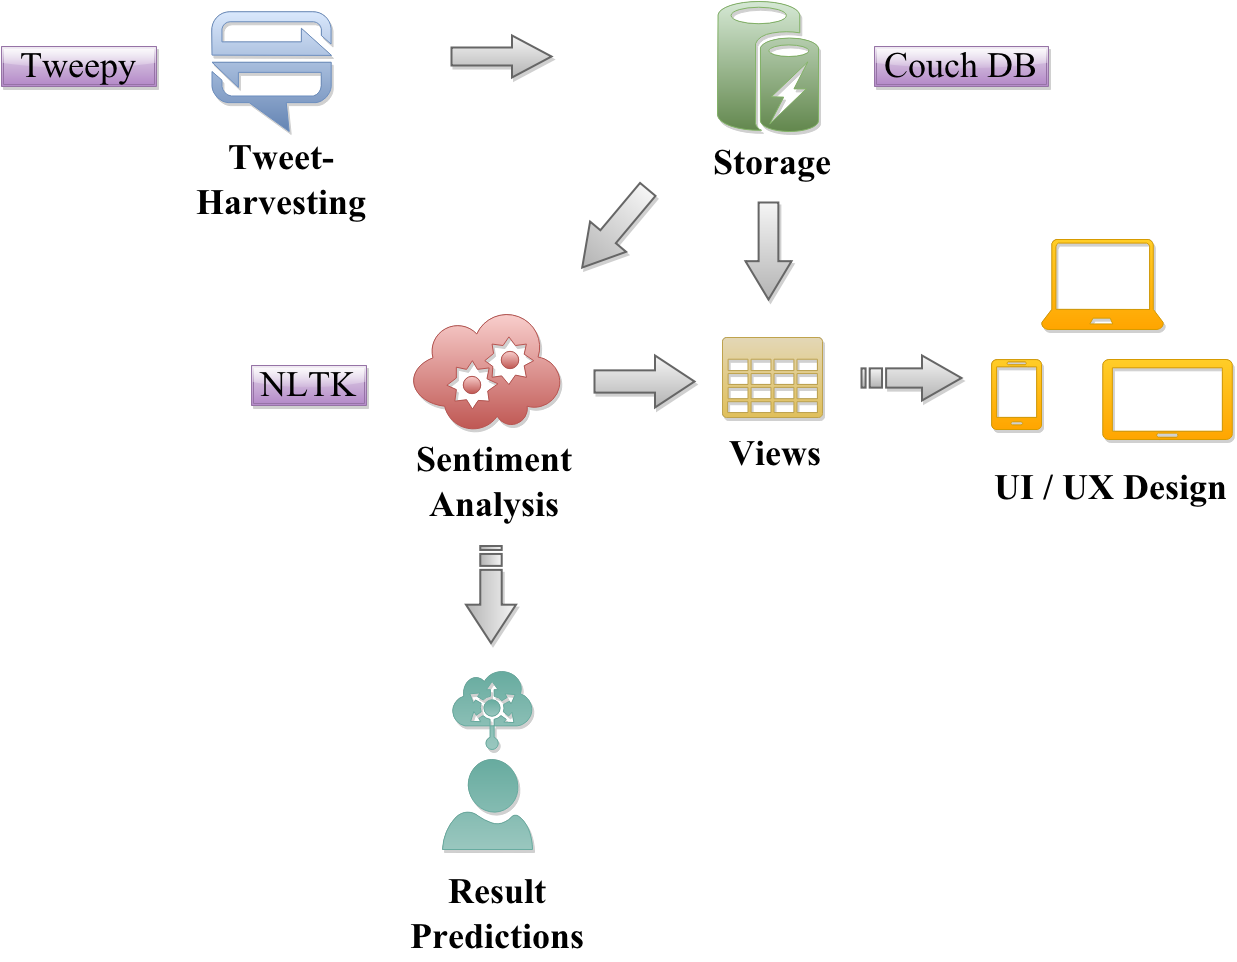 Tweepy
Tweet-
Harvesting
Storage
Couch DB
NLTK
Sentiment
Analysis
Views
UI / UX Design
Result
Predictions